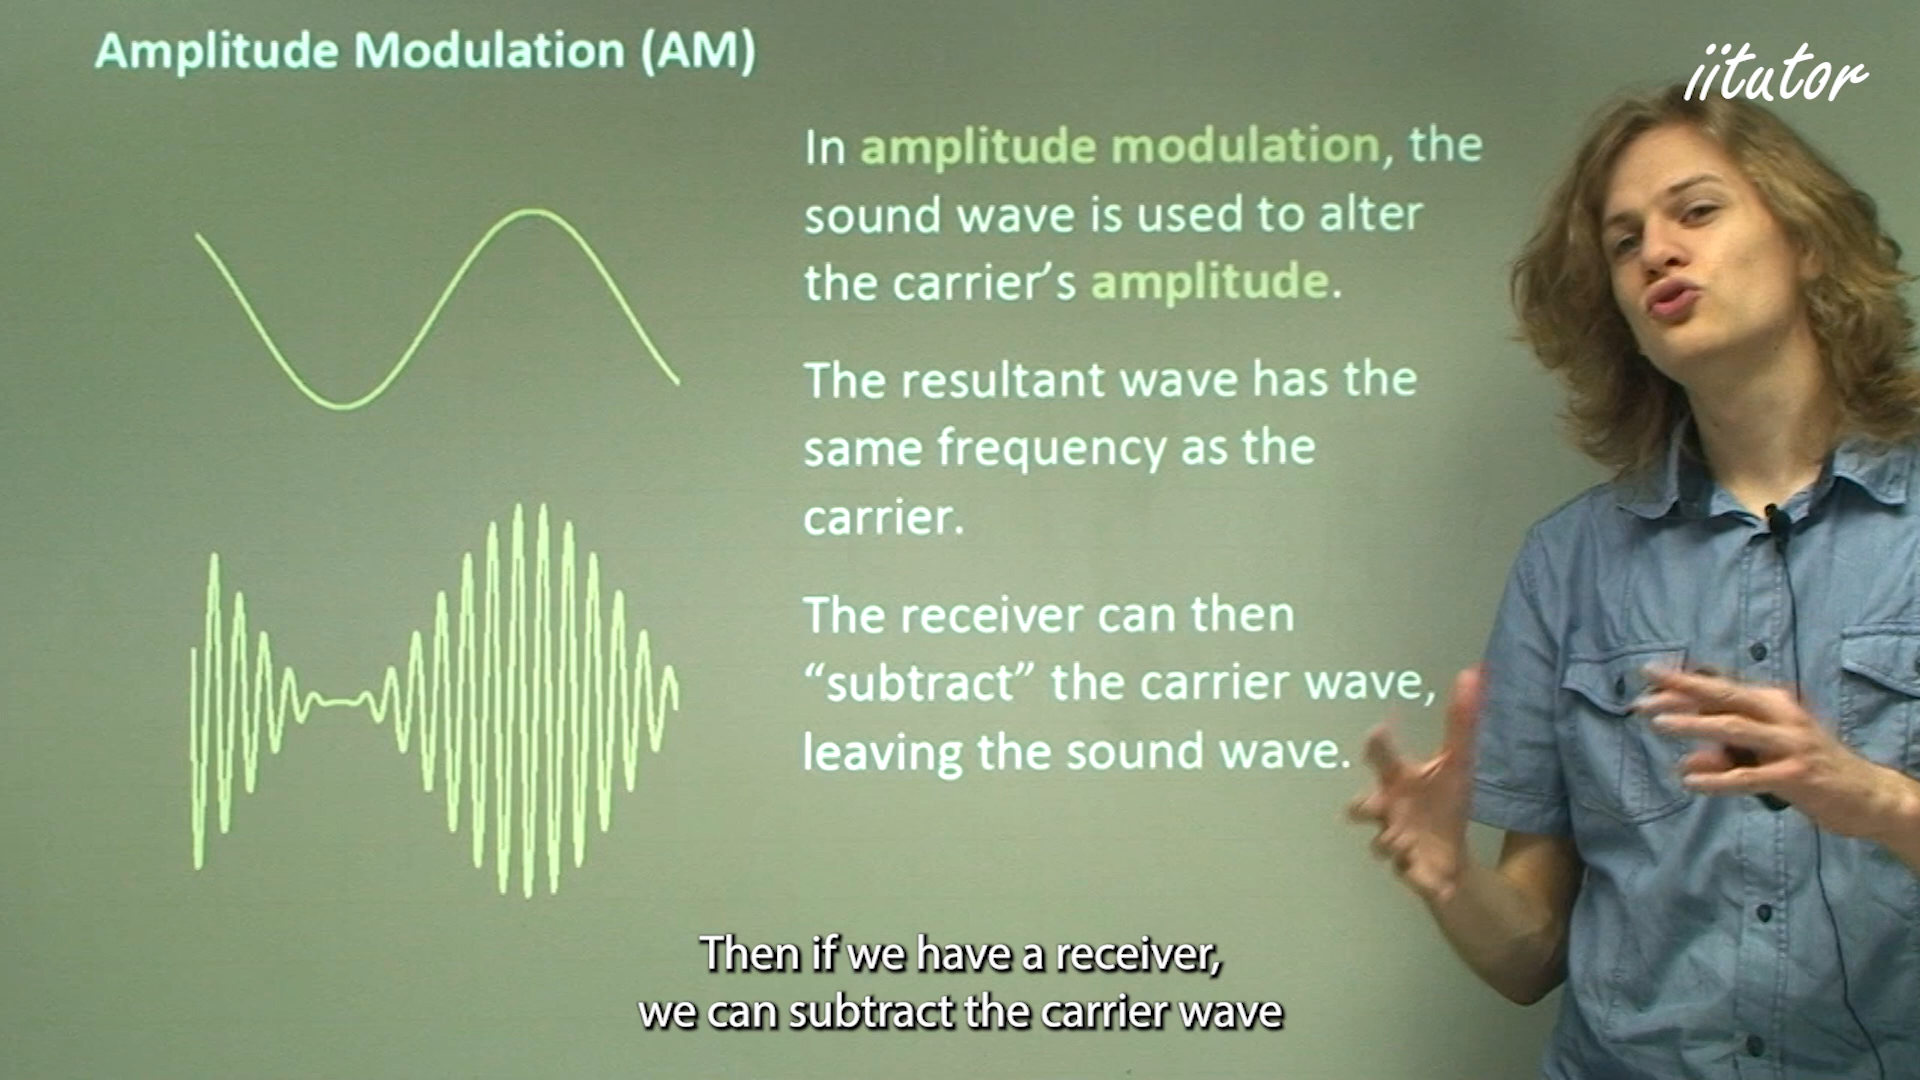 Amplitude Modulation (AM)
iitutor
In amplitude modulation, the
sound wave is used to alter
the carrier’s amplitude.
The resultant wave has the
same frequency as the
carrier.
The receiver can then
“subtract” the carrier wave,
leaving the sound wave.
Then if we have a receiver,
we can subtract the carrier wave